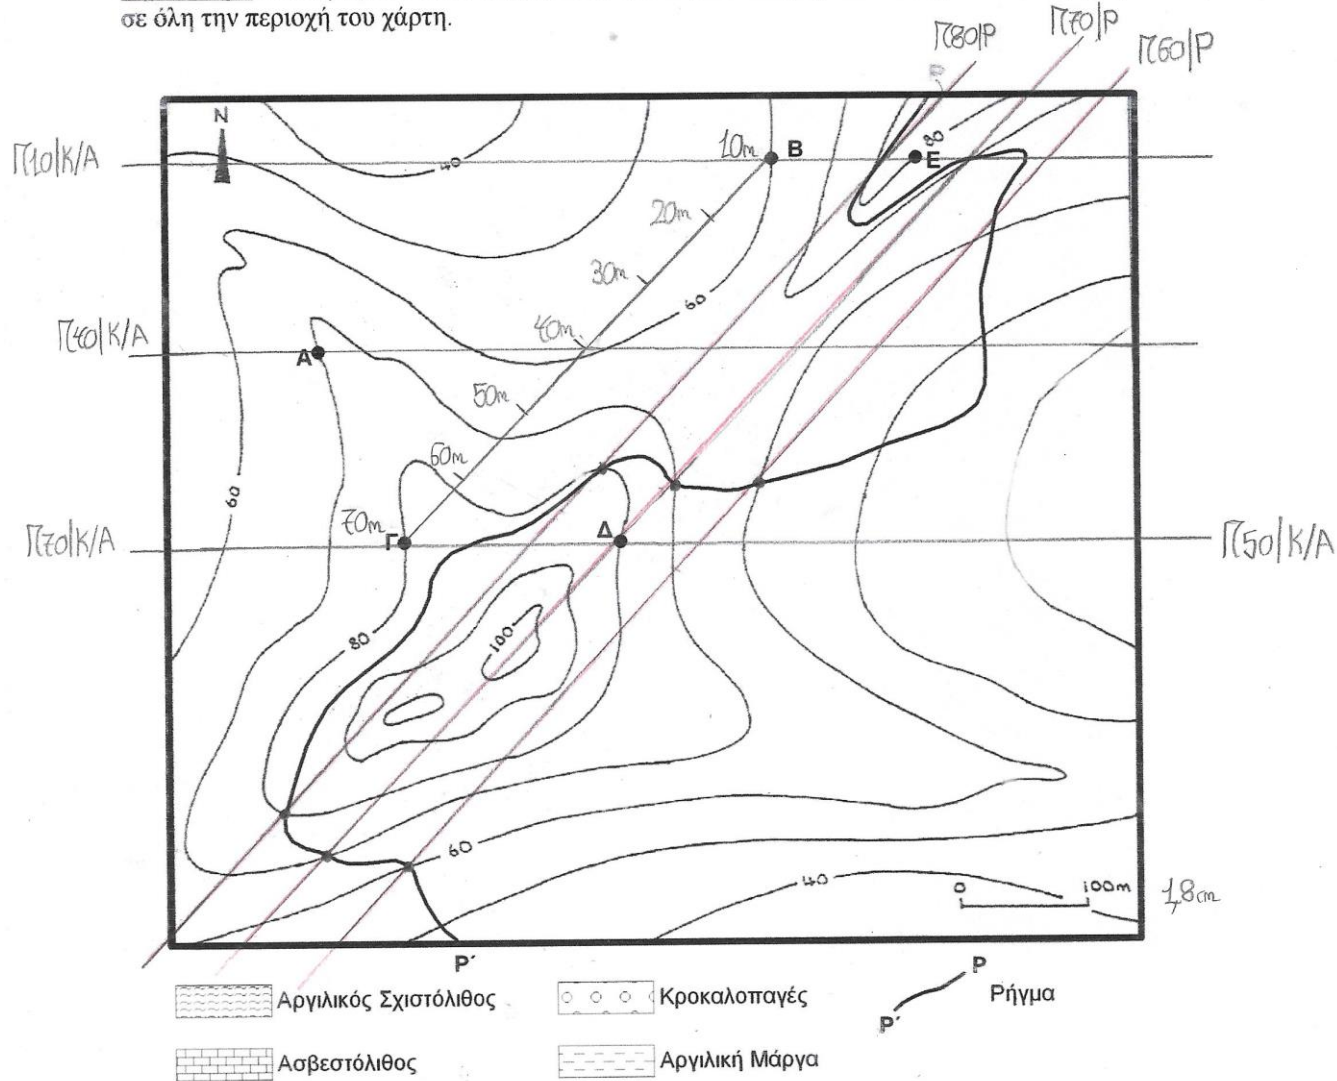 σε όλη την περιοχή του χάρτη.
Π80/Ρ
Π70/Ρ
Π60/Ρ
N
Π10/Κ/Α
40
10m
B
80
E
20m
30m
60
Π40/Κ/Α
40m
A
50m
60m
60
Π70/Κ/Α
70m
Γ
Δ
Π50/Κ/Α
80
100
60
40
0 100m
1,8cm
P΄
P
Αργιλικός Σχιστόλιθος
Κροκαλοπαγές
Ρήγμα
P΄
Ασβεστόλιθος
Αργιλική Μάργα